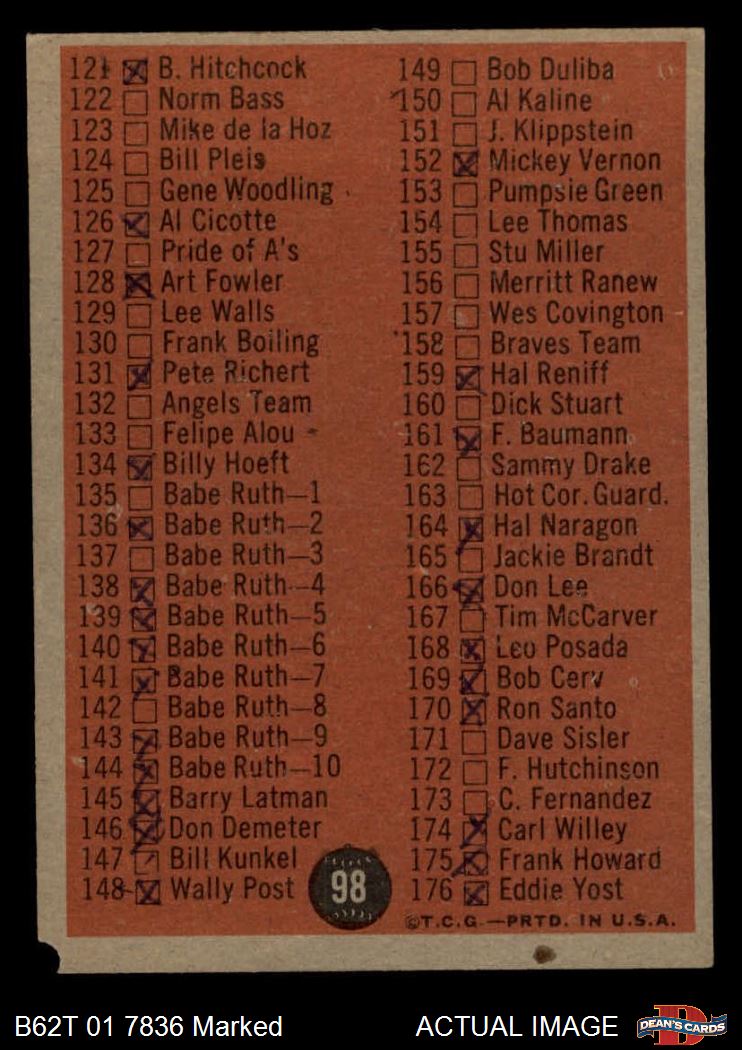 121 B. Hitchcock
122 Norm Bass
123 Mike de la Hoz
124 Bill Pleis
125 Gene Woodling
126 Al Cicotte
127 Pride of A's
128 Art Fowler
129 Lee Walls
130 Frank Boiling
131 Pete Richert
132 Angels Team
133 Felipe Alou
134 Billy Hoeft
135 Babe Ruth—1
136 Babe Ruth—2
137 Babe Ruth—3
138 Babe Ruth—4
139 Babe Ruth—5
140 Babe Ruth—6
141 Babe Ruth—7
142 Babe Ruth—8
143 Babe Ruth—9
144 Babe Ruth—10
145 Barry Latman
146 Don Demeter
147 Bill Kunkel
148 Wally Post
149 Bob Duliba
150 Al Kaline
151 J. Klippstein
152 Mickey Vernon
153 Pumpsie Green
154 Lee Thomas
155 Stu Miller
156 Merritt Ranew
157 Wes Covington
158 Braves Team
159 Hal Reniff
160 Dick Stuart
161 F. Baumann
162 Sammy Drake
163 Hot Cor. Guard.
164 Hal Naragon
165 Jackie Brandt
166 Don Lee
167 Tim McCarver
168 Leo Posada
169 Bob Cerv
170 Ron Santo
171 Dave Sisler
172 F. Hutchinson
173 C. Fernandez
174 Carl Willey
175 Frank Howard
176 Eddie Yost
98
©T.C.G.—PRTD. IN U.S.A.
B62T 01 7836 Marked
ACTUAL IMAGE
D
DEAN'S CARDS